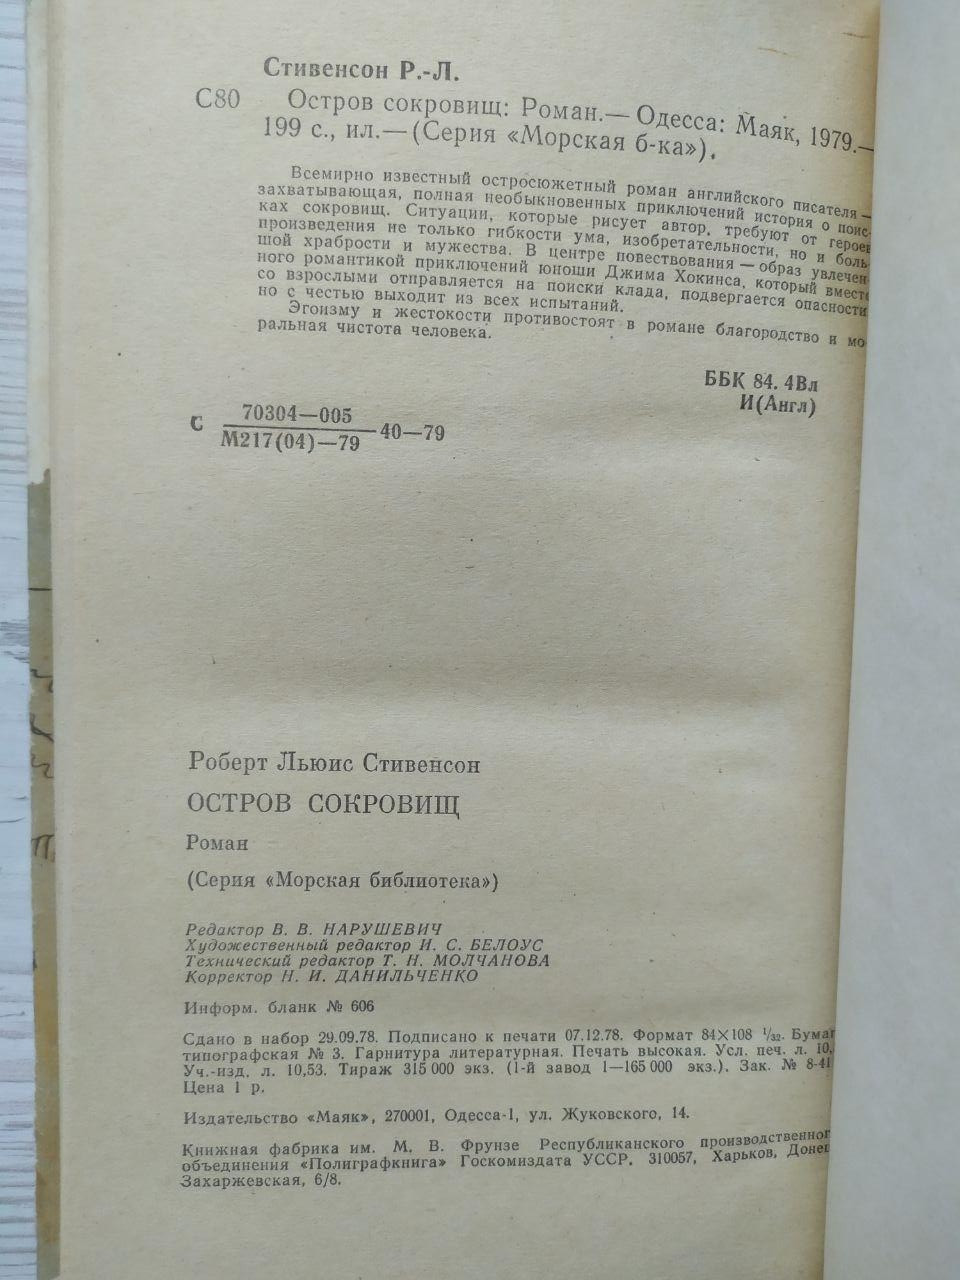 Стивенсон Р.-Л.
С80 Остров сокровищ: Роман.— Одесса: Маяк, 1979.—
199 с., ил.— (Серия «Морская б-ка»).
Всемирно известный остросюжетный роман английского писателя —
захватывающая, полная необыкновенных приключений история о поис-
ках сокровищ. Ситуации, которые рисует автор, требуют от героев
произведения не только гибкости ума, изобретательности, но и боль-
шой храбрости и мужества. В центре повествования — образ увлечен-
ного романтикой приключений юноши Джима Хокинса, который вместе
со взрослыми отправляется на поиски клада, подвергается опасности,
но с честью выходит из всех испытаний.
Эгоизму и жестокости противостоят в романе благородство и мо-
ральная чистота человека.
ББК 84. 4Вл
И(Англ)
С 70304—005
М217(04)—79 40—79
Роберт Льюис Стивенсон
ОСТРОВ СОКРОВИЩ
Роман
(Серия «Морская библиотека»)
Редактор В. В. НАРУШЕВИЧ
Художественный редактор И. С. БЕЛОУС
Технический редактор Т. Н. МОЛЧАНОВА
Корректор Н. И. ДАНИЛЬЧЕНКО
Информ. бланк № 606
Сдано в набор 29.09.78. Подписано к печати 07.12.78. Формат 84×108 1/32. Бумаг
типографская № 3. Гарнитура литературная. Печать высокая. Усл. печ. л. 10,
Уч.-изд. л. 10,53. Тираж 315 000 экз. (1-й завод 1—165 000 экз.). Зак. № 8-41
Цена 1 р.
Издательство «Маяк», 270001, Одесса-1, ул. Жуковского, 14.
Книжная фабрика им. М. В. Фрунзе Республиканского производственног
объединения «Полиграфкнига» Госкомиздата УССР. 310057, Харьков, Донец
Захаржевская, 6/8.